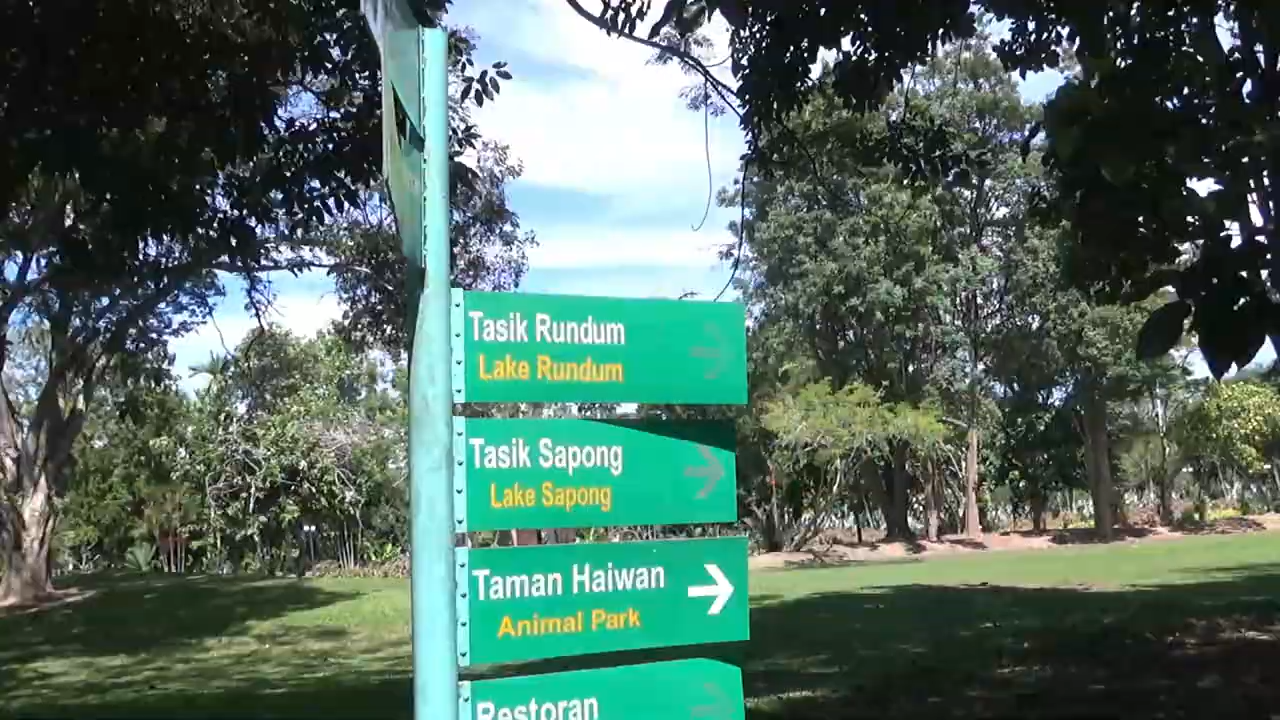 Tasik Rundum
Lake Rundum
Tasik Sapong
Lake Sapong
Taman Haiwan
Animal Park
Restoran